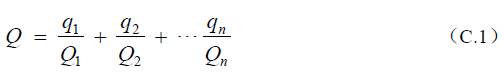 Q = q₁/Q₁ + q₂/Q₂ + ⋯ qₙ/Qₙ （C.1）